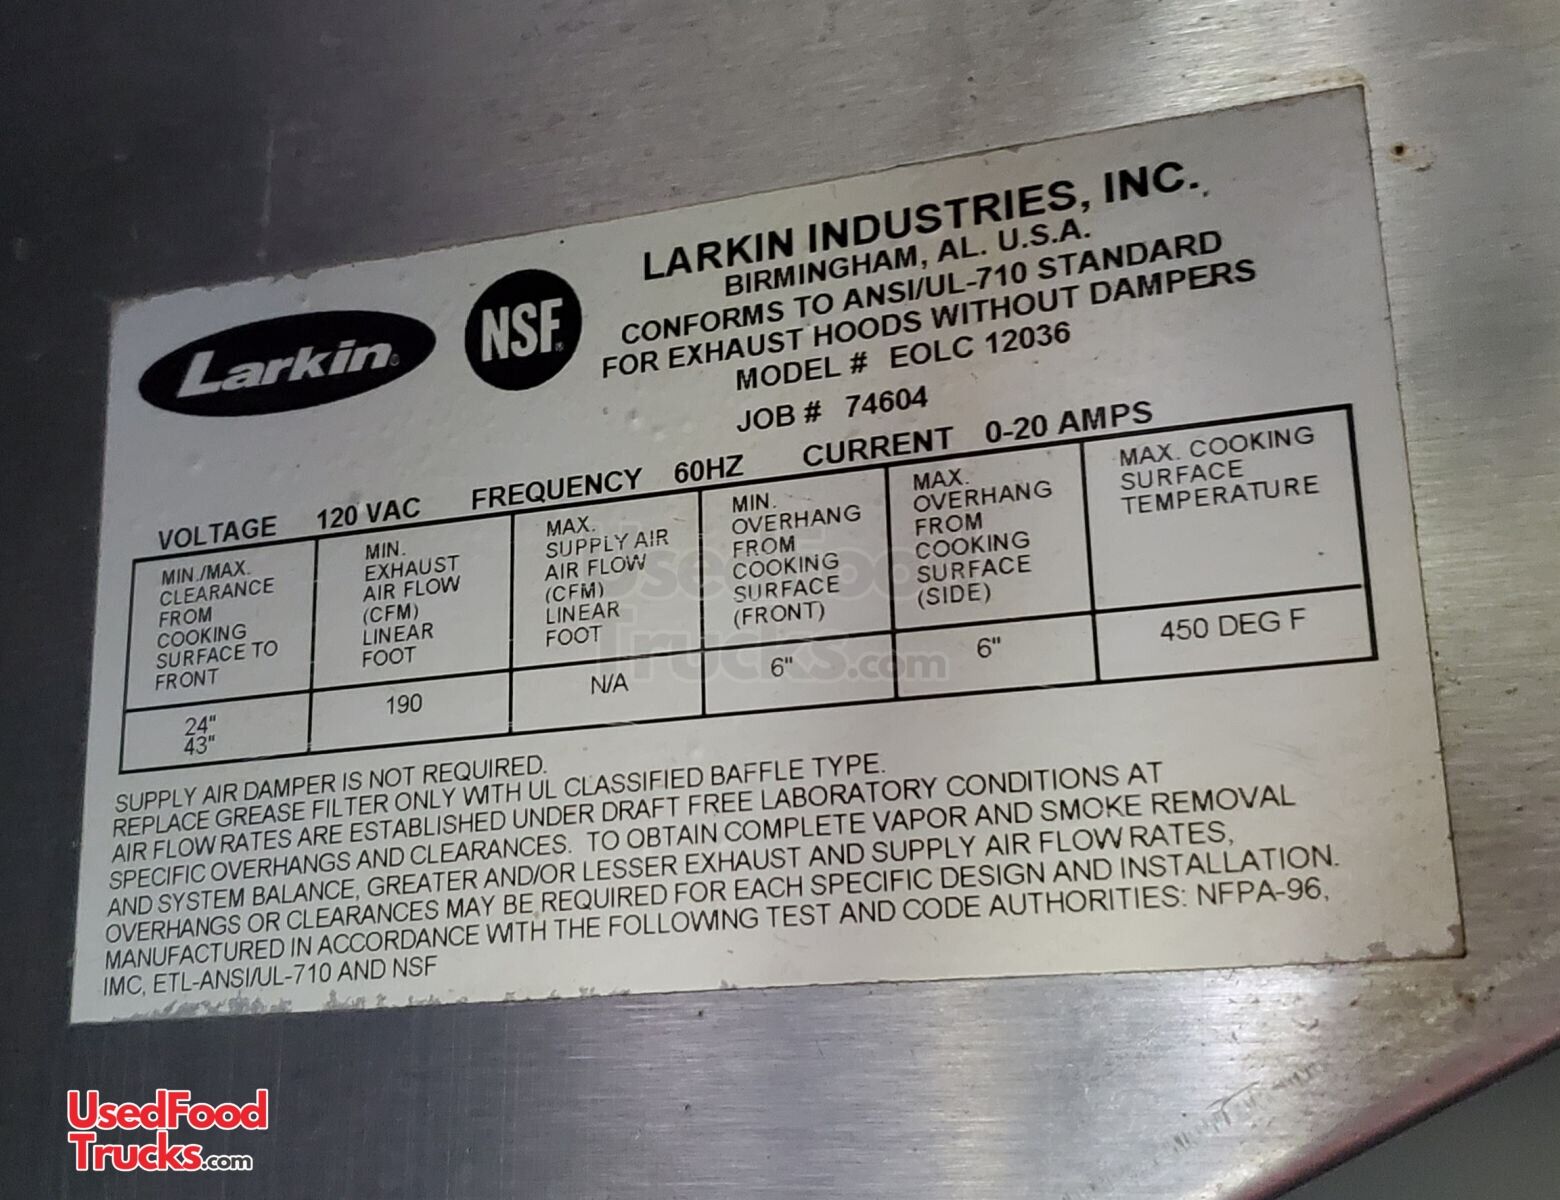 LARKIN INDUSTRIES, INC.
BIRMINGHAM, AL. U.S.A.
CONFORMS TO ANSI/UL-710 STANDARD
FOR EXHAUST HOODS WITHOUT DAMPERS
MODEL # EOLC 12036
JOB # 74604
Larkin®
NSF®
VOLTAGE 120 VAC FREQUENCY 60HZ CURRENT 0-20 AMPS
MIN./MAX.
CLEARANCE
FROM
COOKING
SURFACE TO
FRONT
MIN.
EXHAUST
AIR FLOW
(CFM)
LINEAR
FOOT
MAX.
SUPPLY AIR
AIR FLOW
(CFM)
LINEAR
FOOT
MIN.
OVERHANG
FROM
COOKING
SURFACE
(FRONT)
MAX.
OVERHANG
FROM
COOKING
SURFACE
(SIDE)
MAX. COOKING
SURFACE
TEMPERATURE
24"
43"
190
N/A
6"
6"
450 DEG F
SUPPLY AIR DAMPER IS NOT REQUIRED.
REPLACE GREASE FILTER ONLY WITH UL CLASSIFIED BAFFLE TYPE.
AIR FLOW RATES ARE ESTABLISHED UNDER DRAFT FREE LABORATORY CONDITIONS AT
SPECIFIC OVERHANGS AND CLEARANCES. TO OBTAIN COMPLETE VAPOR AND SMOKE REMOVAL
AND SYSTEM BALANCE, GREATER AND/OR LESSER EXHAUST AND SUPPLY AIR FLOW RATES,
OVERHANGS OR CLEARANCES MAY BE REQUIRED FOR EACH SPECIFIC DESIGN AND INSTALLATION.
MANUFACTURED IN ACCORDANCE WITH THE FOLLOWING TEST AND CODE AUTHORITIES: NFPA-96,
IMC, ETL-ANSI/UL-710 AND NSF
UsedFood
Trucks.com
UsedFood
Trucks.com